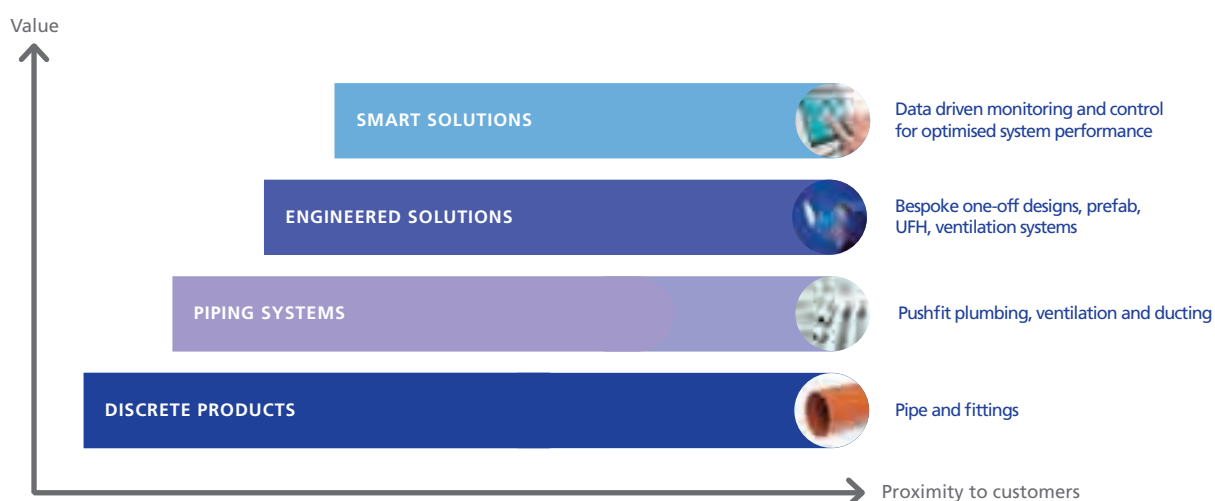 Value
SMART SOLUTIONS
Data driven monitoring and control
for optimised system performance
ENGINEERED SOLUTIONS
Bespoke one-off designs, prefab,
UFH, ventilation systems
PIPING SYSTEMS
Pushfit plumbing, ventilation and ducting
DISCRETE PRODUCTS
Pipe and fittings
Proximity to customers